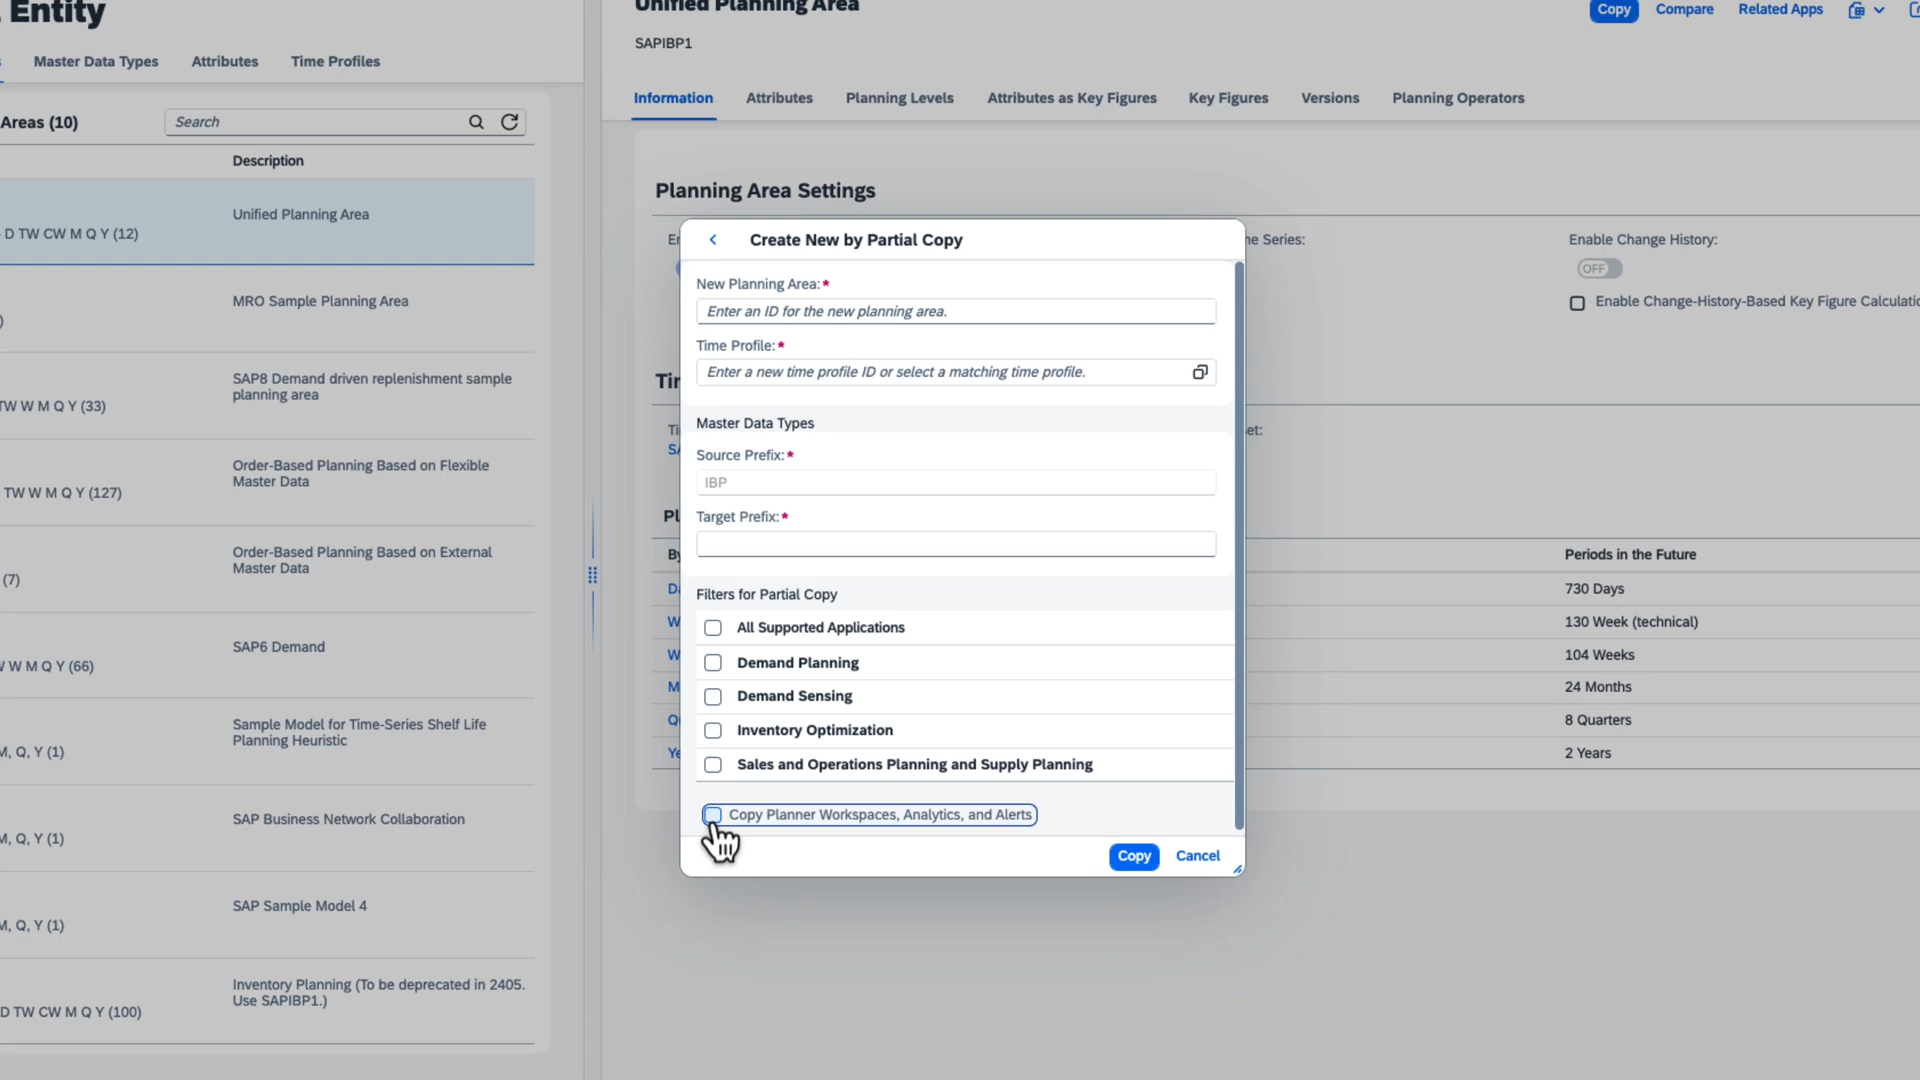 Entity
Master Data Types
Attributes
Time Profiles
Areas (10)
Search
Description
Unified Planning Area
D TW CW M Q Y (12)
MRO Sample Planning Area
)
SAP8 Demand driven replenishment sample
planning area
TW W M Q Y (33)
Order-Based Planning Based on Flexible
Master Data
TW W M Q Y (127)
Order-Based Planning Based on External
Master Data
(7)
SAP6 Demand
W M Q Y (66)
Sample Model for Time-Series Shelf Life
Planning Heuristic
M, Q, Y (1)
SAP Business Network Collaboration
M, Q, Y (1)
SAP Sample Model 4
M, Q, Y (1)
Inventory Planning (To be deprecated in 2405.
Use SAPIBP1.)
D TW CW M Q Y (100)
Unified Planning Area
Copy
Compare
Related Apps
SAPIBP1
Information
Attributes
Planning Levels
Attributes as Key Figures
Key Figures
Versions
Planning Operators
Planning Area Settings
he Series:
Enable Change History:
OFF
Enable Change-History-Based Key Figure Calculatio
et:
Periods in the Future
730 Days
130 Week (technical)
104 Weeks
24 Months
8 Quarters
2 Years
Create New by Partial Copy
New Planning Area:*
Enter an ID for the new planning area.
Time Profile:*
Enter a new time profile ID or select a matching time profile.
Master Data Types
Source Prefix:*
IBP
Target Prefix:*
Filters for Partial Copy
All Supported Applications
Demand Planning
Demand Sensing
Inventory Optimization
Sales and Operations Planning and Supply Planning
Copy Planner Workspaces, Analytics, and Alerts
Copy
Cancel